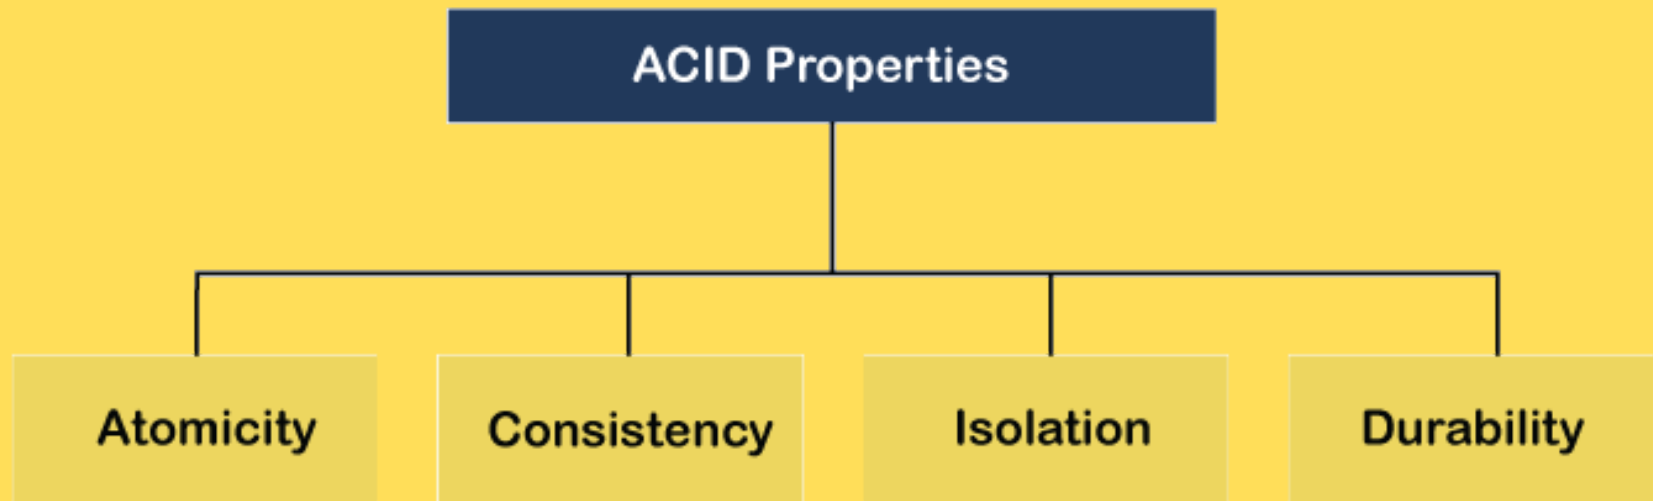 ACID Properties
Atomicity
Consistency
Isolation
Durability